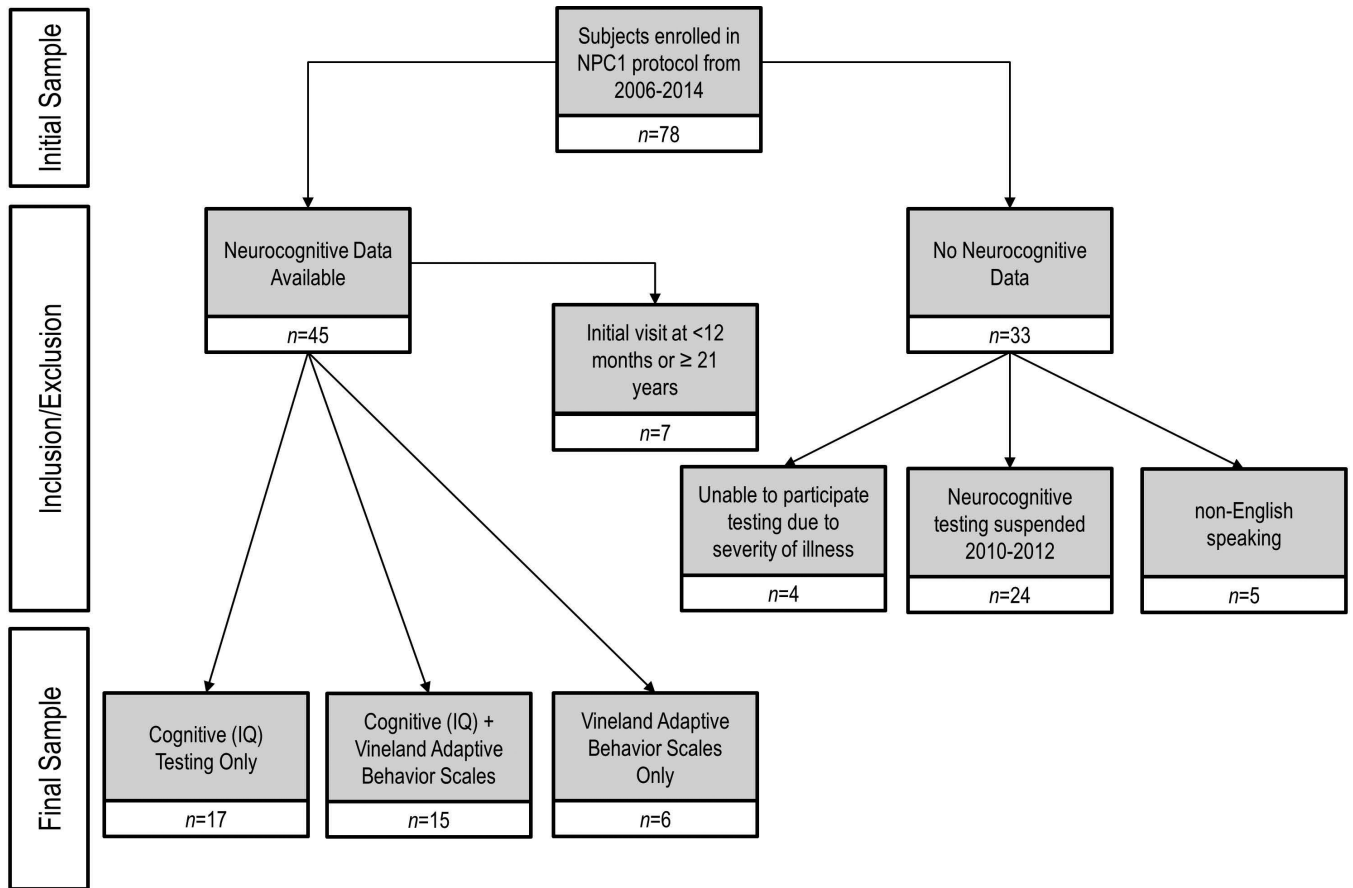 Initial Sample
Subjects enrolled in
NPC1 protocol from
2006-2014
n=78
Inclusion/Exclusion
Neurocognitive Data
Available
n=45
Initial visit at <12
months or ≥ 21
years
n=7
No Neurocognitive
Data
n=33
Unable to participate
testing due to
severity of illness
n=4
Neurocognitive
testing suspended
2010-2012
n=24
non-English
speaking
n=5
Final Sample
Cognitive (IQ)
Testing Only
n=17
Cognitive (IQ) +
Vineland Adaptive
Behavior Scales
n=15
Vineland Adaptive
Behavior Scales
Only
n=6